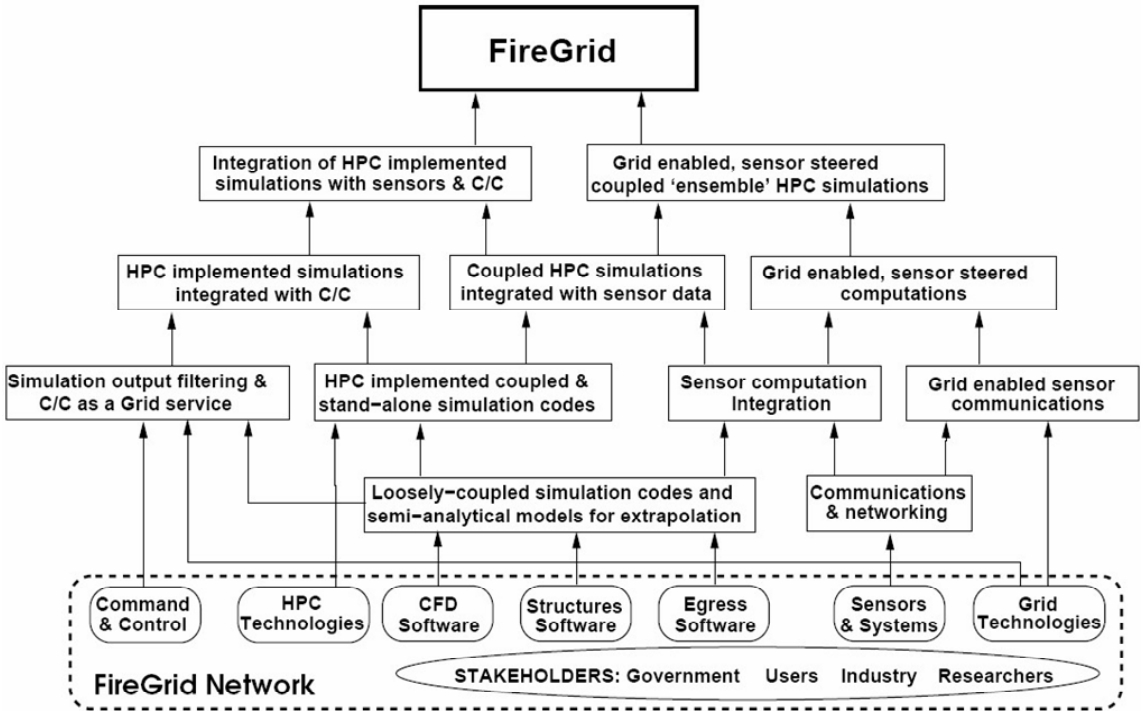 FireGrid
Integration of HPC implemented
simulations with sensors & C/C
Grid enabled, sensor steered
coupled ‘ensemble’ HPC simulations
HPC implemented simulations
integrated with C/C
Coupled HPC simulations
integrated with sensor data
Grid enabled, sensor steered
computations
Simulation output filtering &
C/C as a Grid service
HPC implemented coupled &
stand-alone simulation codes
Sensor computation
Integration
Grid enabled sensor
communications
Loosely-coupled simulation codes and
semi-analytical models for extrapolation
Communications
& networking
Command
& Control
HPC
Technologies
CFD
Software
Structures
Software
Egress
Software
Sensors
& Systems
Grid
Technologies
STAKEHOLDERS: Government Users Industry Researchers
FireGrid Network